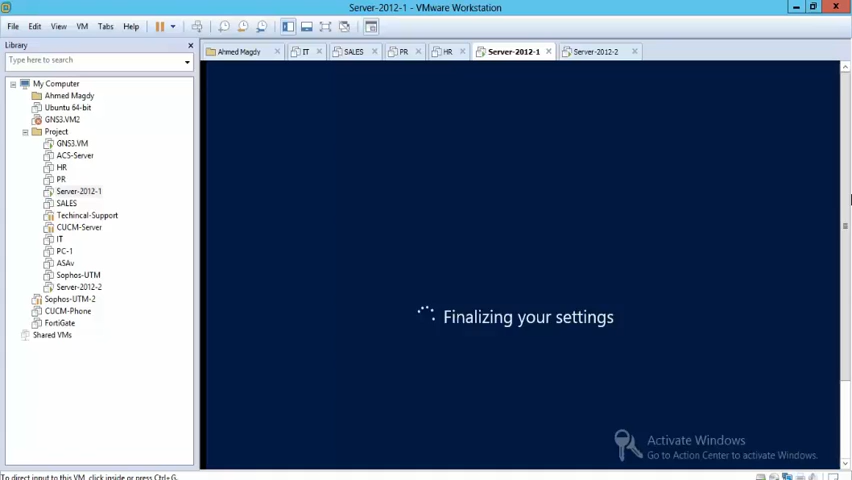 Server-2012-1 - VMware Workstation
File Edit View VM Tabs Help
Library
Type here to search
My Computer
Ahmed Magdy
Ubuntu 64-bit
GNS3.VM2
Project
GNS3.VM
ACS-Server
HR
PR
Server-2012-1
SALES
Techincal-Support
CUCM-Server
IT
PC-1
ASAv
Sophos-UTM
Server-2012-2
Sophos-UTM-2
CUCM-Phone
FortiGate
Shared VMs
Ahmed Magdy IT SALES PR HR Server-2012-1 Server-2012-2
Finalizing your settings
Activate Windows
Go to Action Center to activate Windows.
To direct input to this VM, click inside or press Ctrl+G.